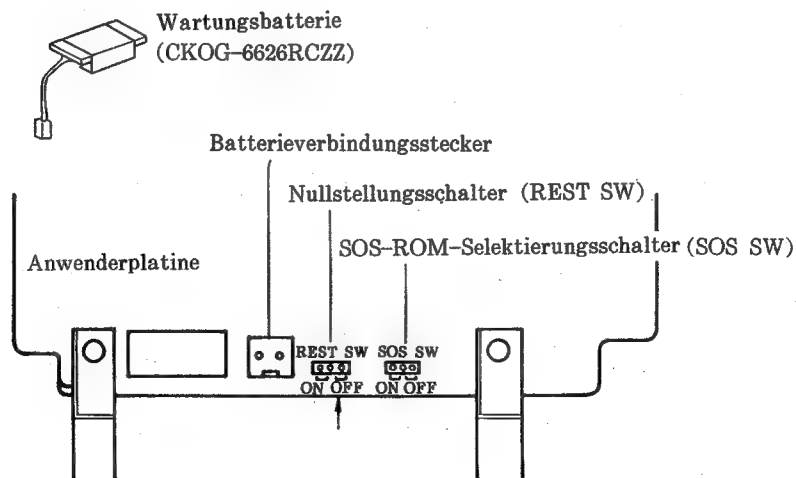 Wartungsbatterie
(CKOG-6626RCZZ)
Batterieverbindungsstecker
Nullstellungsschalter (REST SW)
SOS-ROM-Selektierungsschalter (SOS SW)
Anwenderplatine
REST SW SOS SW
ON OFF ON OFF